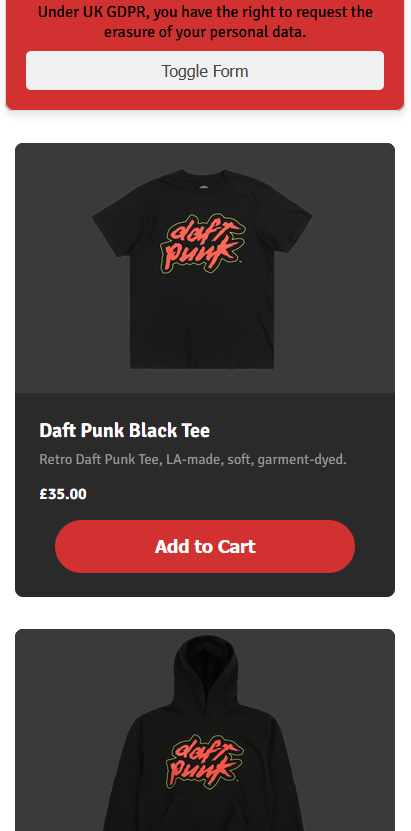 Under UK GDPR, you have the right to request the
erasure of your personal data.
Toggle Form
daft
punk
Daft Punk Black Tee
Retro Daft Punk Tee, LA-made, soft, garment-dyed.
£35.00
Add to Cart
daft
punk